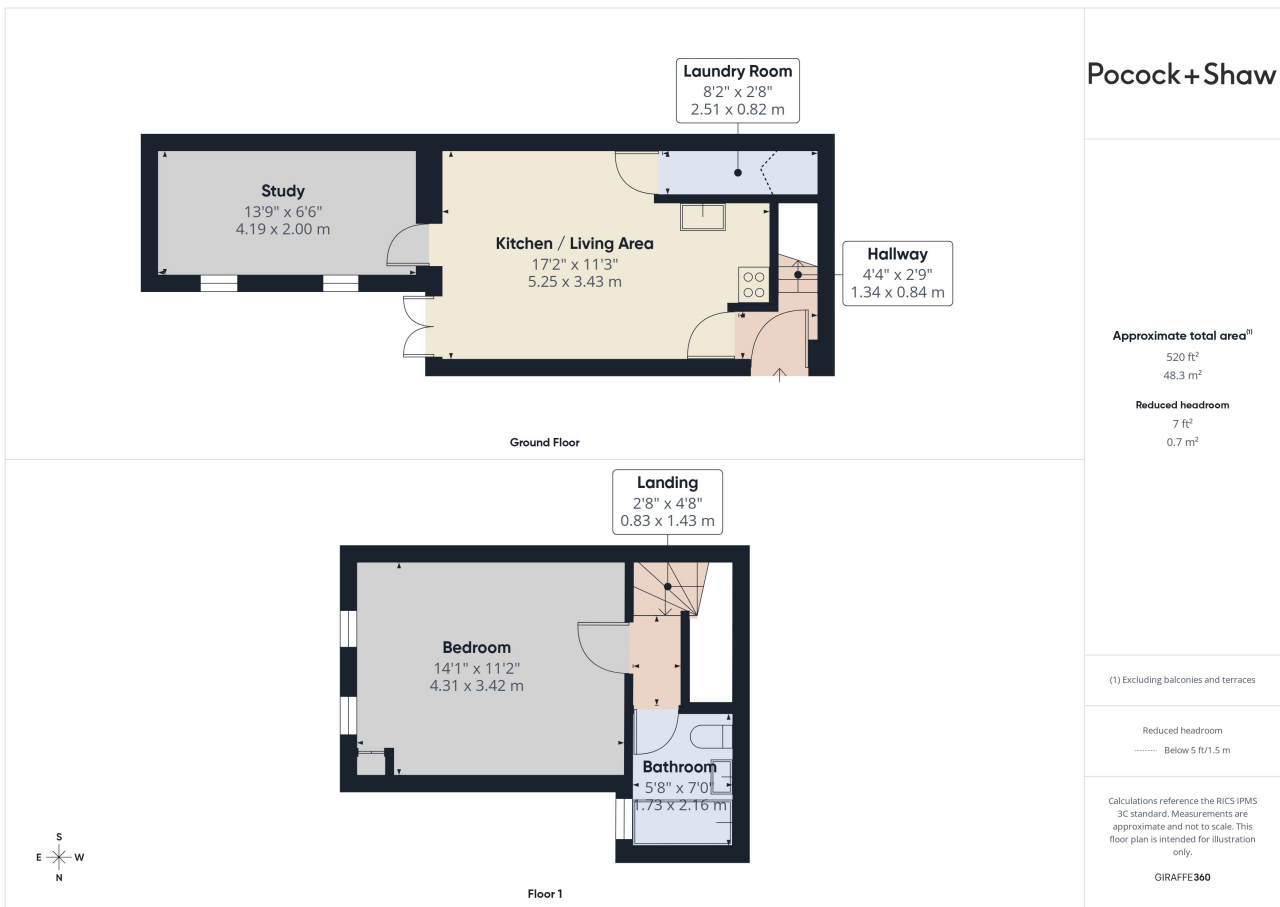 Pocock+Shaw
Laundry Room
8'2" x 2'8"
2.51 x 0.82 m
Study
13'9" x 6'6"
4.19 x 2.00 m
Kitchen / Living Area
17'2" x 11'3"
5.25 x 3.43 m
Hallway
4'4" x 2'9"
1.34 x 0.84 m
Ground Floor
Landing
2'8" x 4'8"
0.83 x 1.43 m
Bedroom
14'1" x 11'2"
4.31 x 3.42 m
Bathroom
5'8" x 7'0"
1.73 x 2.16 m
Floor 1
S
E W
N
Approximate total area(1)
520 ft²
48.3 m²
Reduced headroom
7 ft²
0.7 m²
(1) Excluding balconies and terraces
Reduced headroom
Below 5 ft/1.5 m
Calculations reference the RICS IPMS
3C standard. Measurements are
approximate and not to scale. This
floor plan is intended for illustration
only.
GIRAFFE360